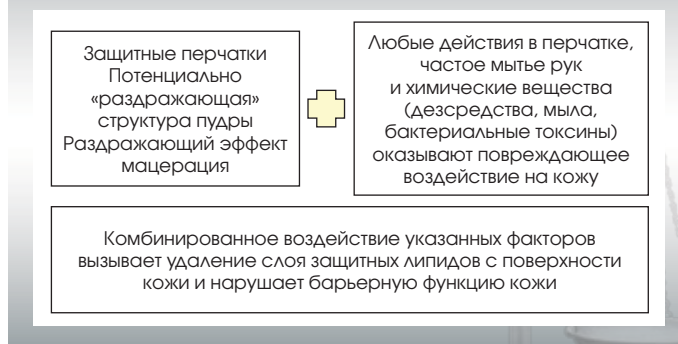 Защитные перчатки
Потенциально
«раздражающая»
структура пудры
Раздражающий эффект
мацерация
Любые действия в перчатке,
частое мытье рук
и химические вещества
(дезсредства, мыла,
бактериальные токсины)
оказывают повреждающее
воздействие на кожу
Комбинированное воздействие указанных факторов
вызывает удаление слоя защитных липидов с поверхности
кожи и нарушает барьерную функцию кожи